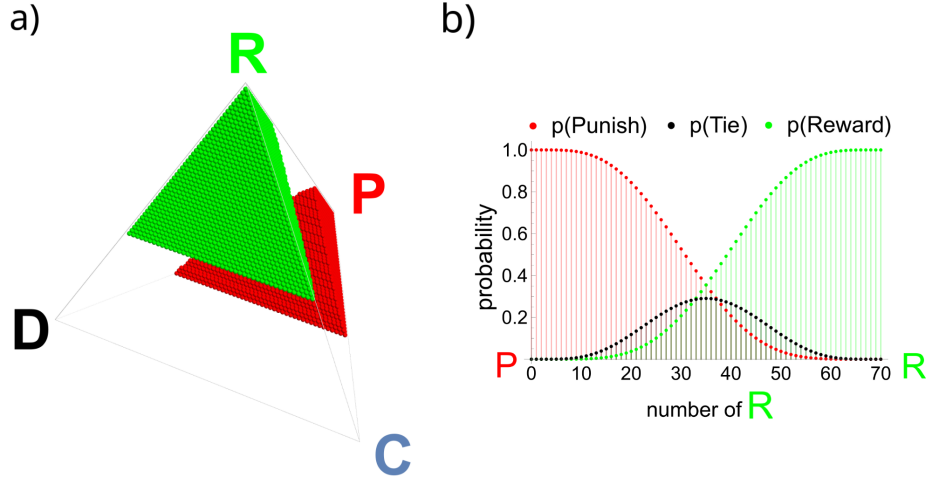 a)
R
P
D
C
b)
p(Punish) p(Tie) p(Reward)
1.0
0.8
0.6
0.4
0.2
probability
P
R
0 10 20 30 40 50 60 70
number of R